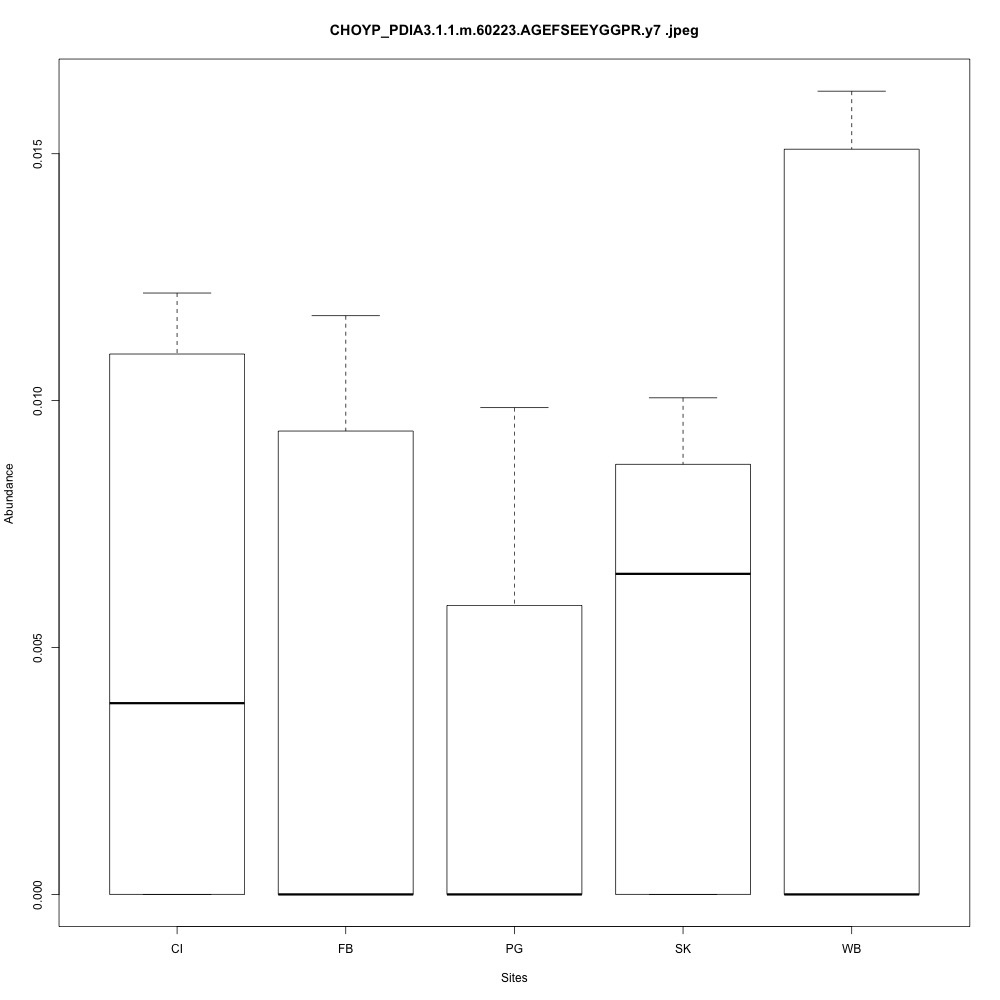 CHOYP_PDIA3.1.1.m.60223.AGEFSEEYGGPR.y7 .jpeg
Abundance
0.015
0.010
0.005
0.000
CI FB PG SK WB
Sites